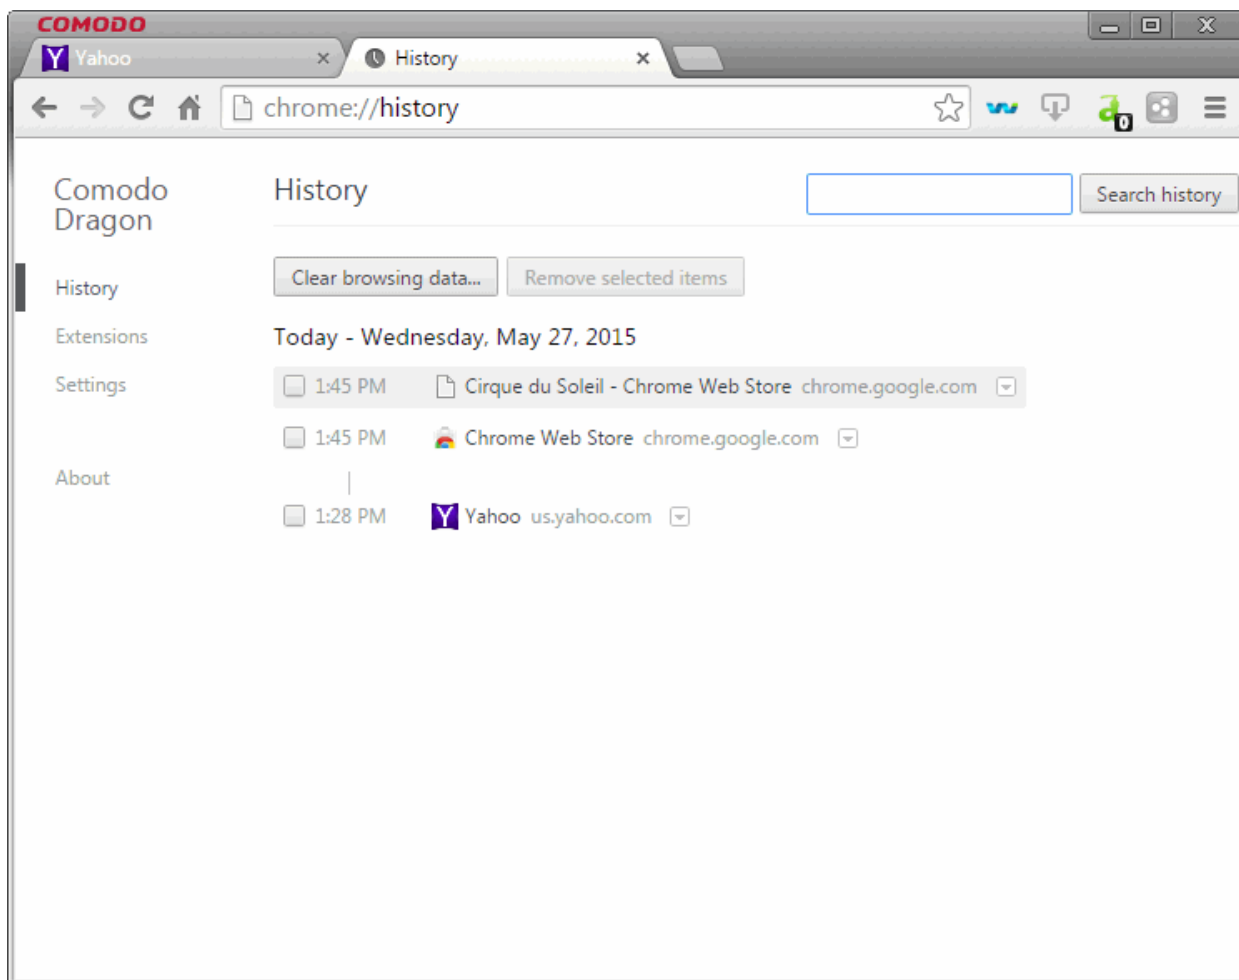 COMODO
Yahoo
History
chrome://history
0
Comodo
Dragon
History
Search history
History
Extensions
Settings
About
Clear browsing data...
Remove selected items
Today - Wednesday, May 27, 2015
1:45 PM Cirque du Soleil - Chrome Web Store chrome.google.com
1:45 PM Chrome Web Store chrome.google.com
1:28 PM Yahoo us.yahoo.com